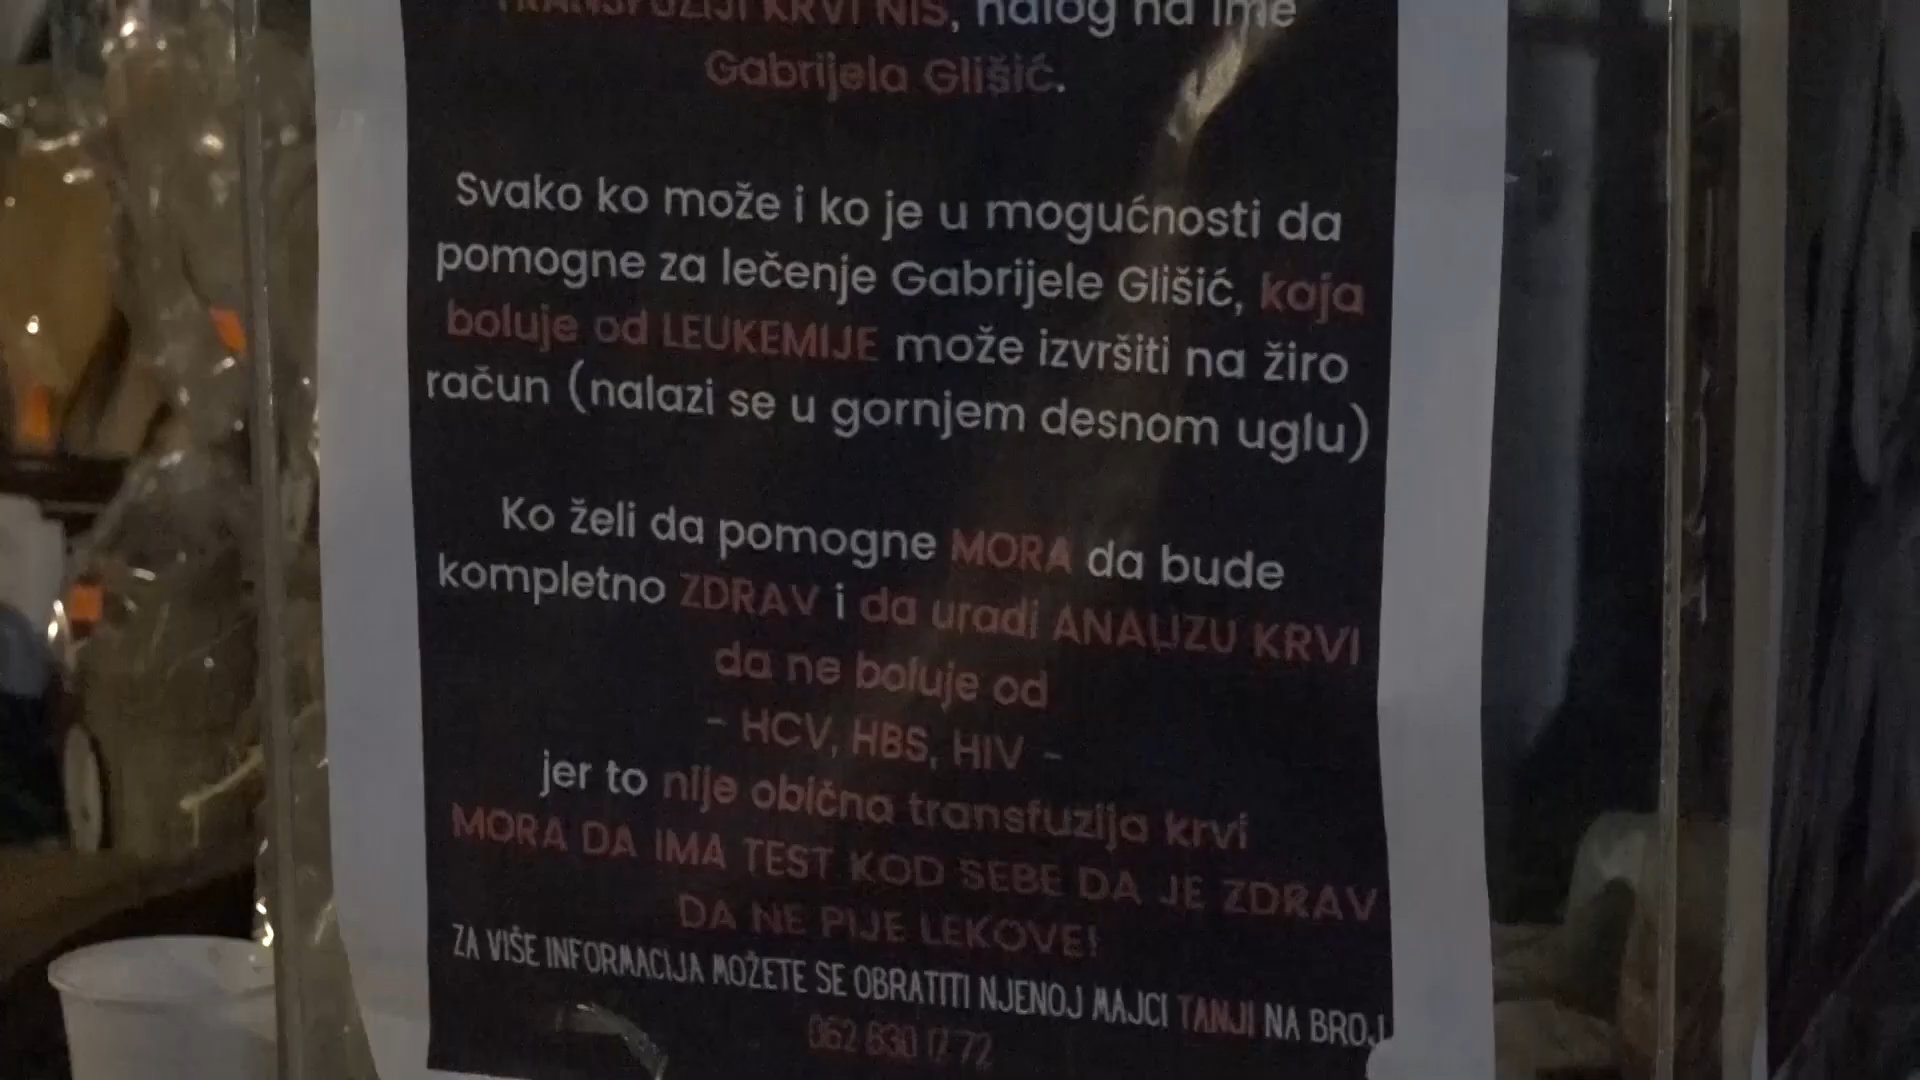 TRANSFUZIJI KRVI NIŠ, nalog na ime
Gabrijela Glišić.
Svako ko može i ko je u mogućnosti da
pomogne za lečenje Gabrijele Glišić, koja
boluje od LEUKEMIJE može izvršiti na žiro
račun (nalazi se u gornjem desnom uglu)
Ko želi da pomogne MORA da bude
kompletno ZDRAV i da uradi ANALIZU KRVI
da ne boluje od
- HCV, HBS, HIV -
jer to nije obična transfuzija krvi
MORA DA IMA TEST KOD SEBE DA JE ZDRAV
DA NE PIJE LEKOVE!
ZA VIŠE INFORMACIJA MOŽETE SE OBRATITI NJENOJ MAJCI TANJI NA BROJ
062 830 17 72